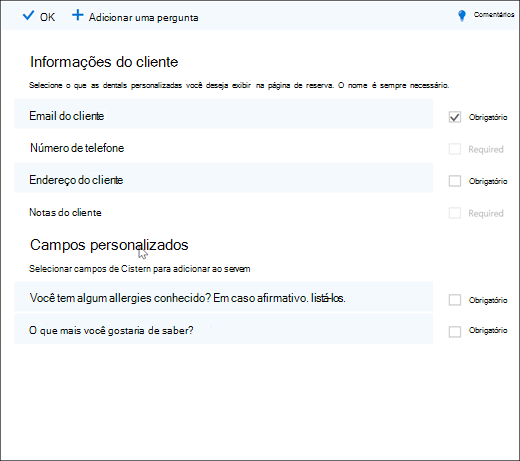 OK
Adicionar uma pergunta
Comentários
Informações do cliente
Selecione o que as dentals personalizadas você deseja exibir na página de reserva. O nome é sempre necessário.
Email do cliente
Obrigatório
Número de telefone
Required
Endereço do cliente
Obrigatório
Notas do cliente
Required
Campos personalizados
Selecionar campos de Cistern para adicionar ao servem
Você tem algum allergies conhecido? Em caso afirmativo. listá-los.
Obrigatório
O que mais você gostaria de saber?
Obrigatório